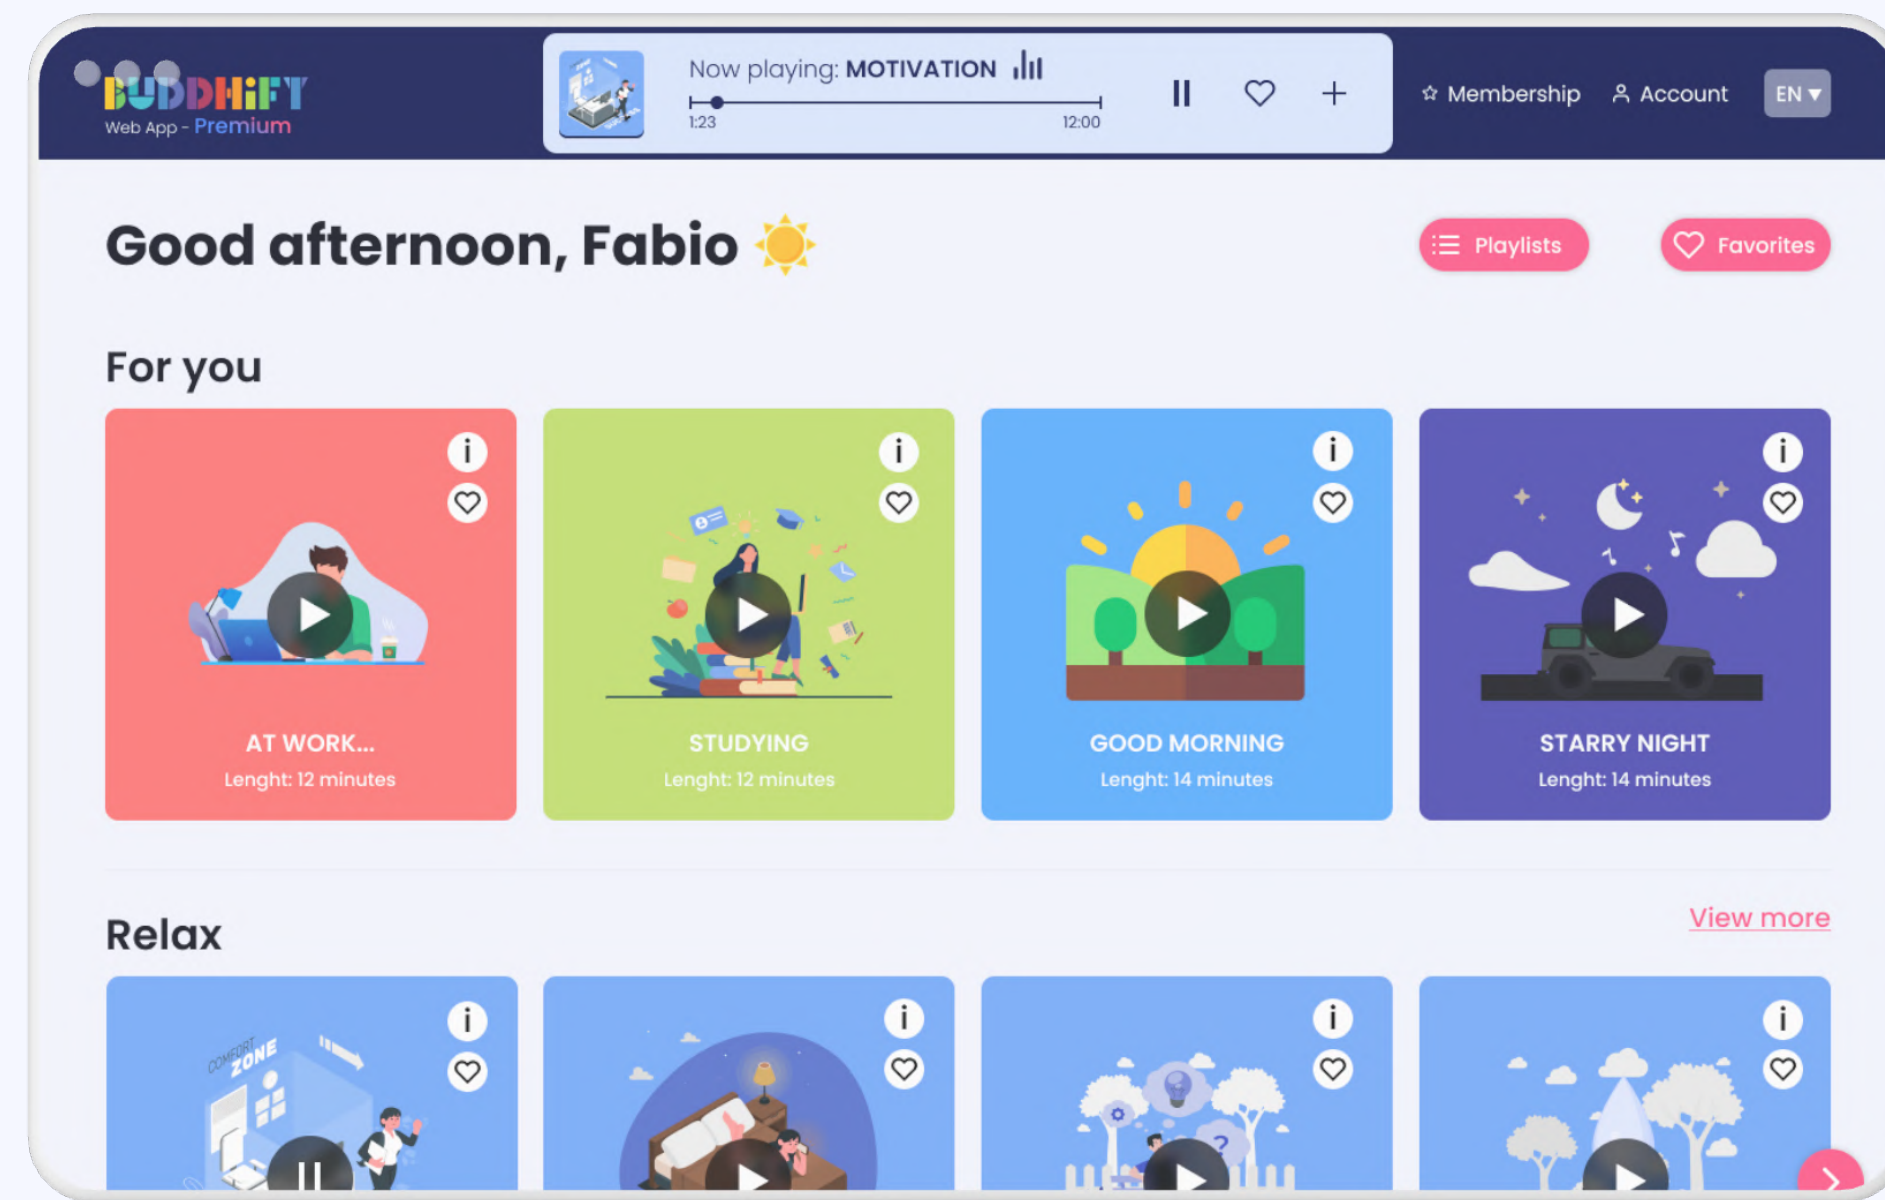 BUDDHiFY
Web App - Premium
Now playing: MOTIVATION
1:23
12:00
Membership
Account
EN ▼
Good afternoon, Fabio
Playlists
Favorites
For you
AT WORK...
Lenght: 12 minutes
STUDYING
Lenght: 12 minutes
GOOD MORNING
Lenght: 14 minutes
STARRY NIGHT
Lenght: 14 minutes
Relax
View more
COMFORT
ZONE